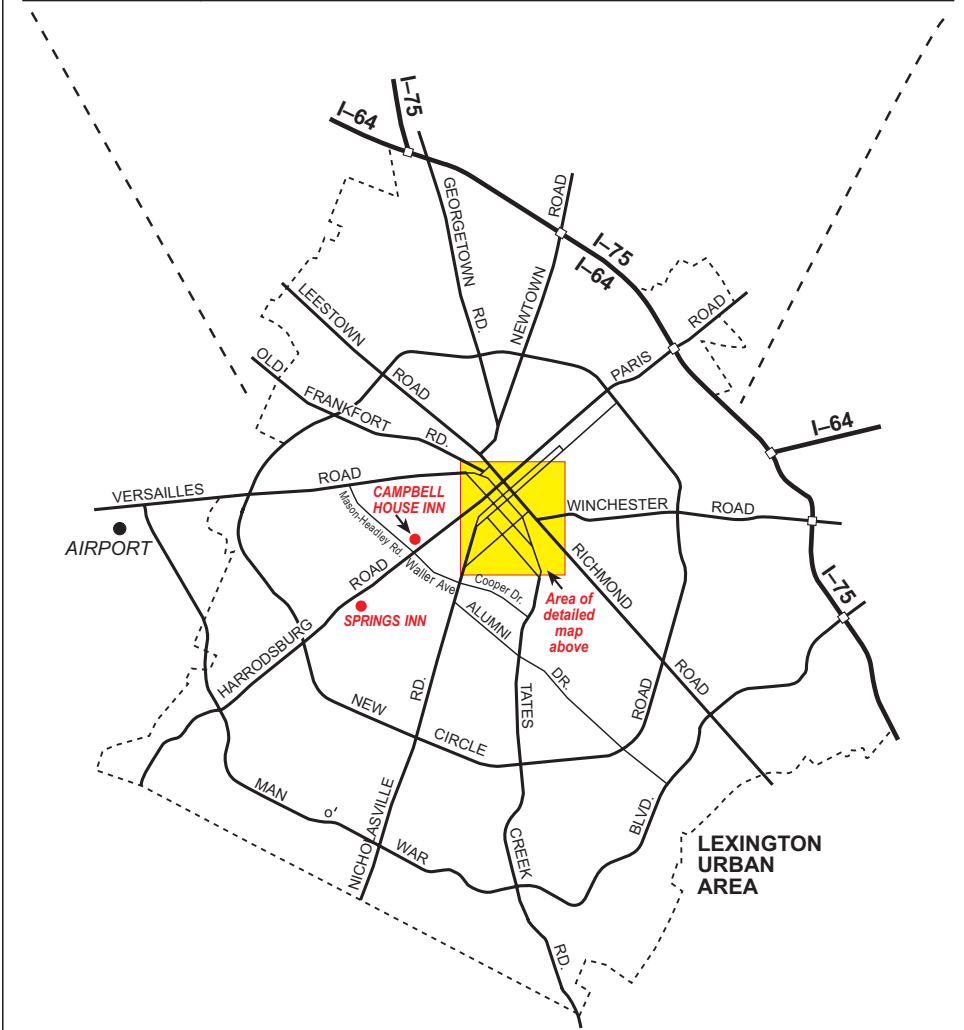 I–75
I–64
GEORGETOWN
RD.
NEWTOWN
ROAD
I–75
I–64
LEESTOWN
ROAD
OLD
FRANKFORT
RD.
PARIS
ROAD
I–64
VERSAILLES
ROAD
CAMPBELL
HOUSE INN
WINCHESTER
ROAD
AIRPORT
Mason-Headley Rd.
Waller Ave
Cooper Dr.
Area of
detailed
map
above
RICHMOND
ROAD
I–75
SPRINGS INN
HARRODSBURG
ROAD
ALUMNI
DR.
NEW
CIRCLE
ROAD
TATES
CREEK
RD.
NICHOLASVILLE
RD.
MAN
o'
WAR
BLVD.
LEXINGTON
URBAN
AREA